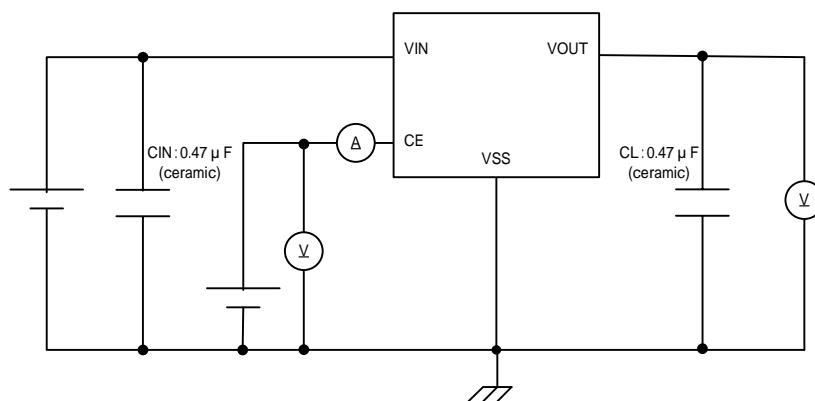 VIN
VOUT
CIN : 0.47 μ F
(ceramic)
A
CE
VSS
CL : 0.47 μ F
(ceramic)
V
V